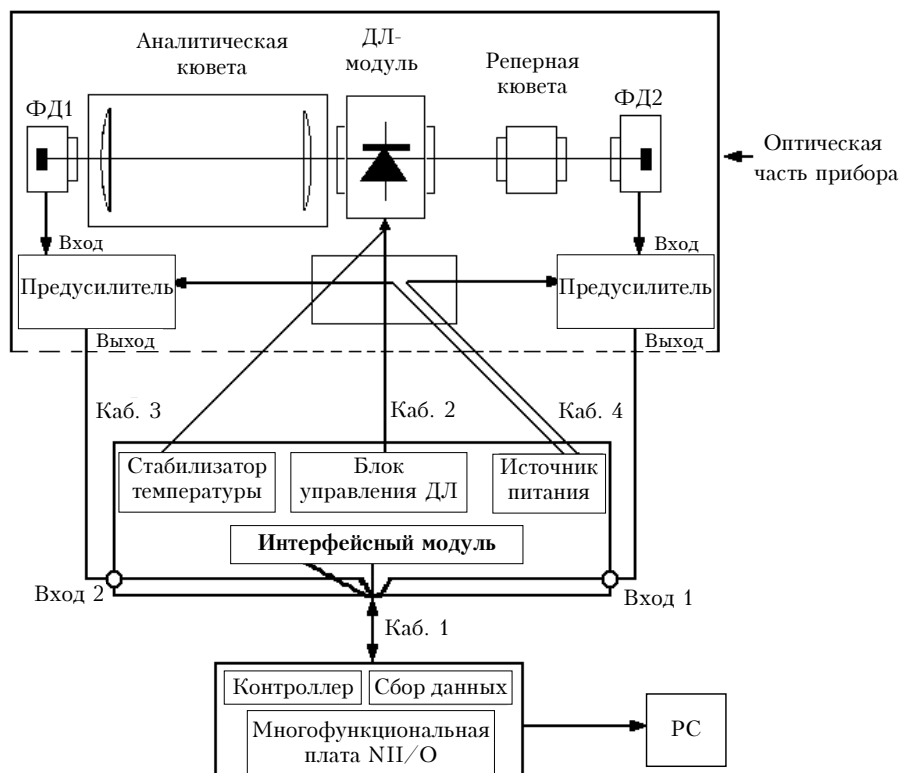 Аналитическая
кювета
ДЛ-
модуль
Реперная
кювета
ФД1
ФД2
Оптическая
часть прибора
Вход
Вход
Предусилитель
Предусилитель
Выход
Выход
Каб. 3
Каб. 2
Каб. 4
Стабилизатор
температуры
Блок
управления ДЛ
Источник
питания
Интерфейсный модуль
Вход 2
Вход 1
Каб. 1
Контроллер
Сбор данных
Многофункциональная
плата NII/O
PC